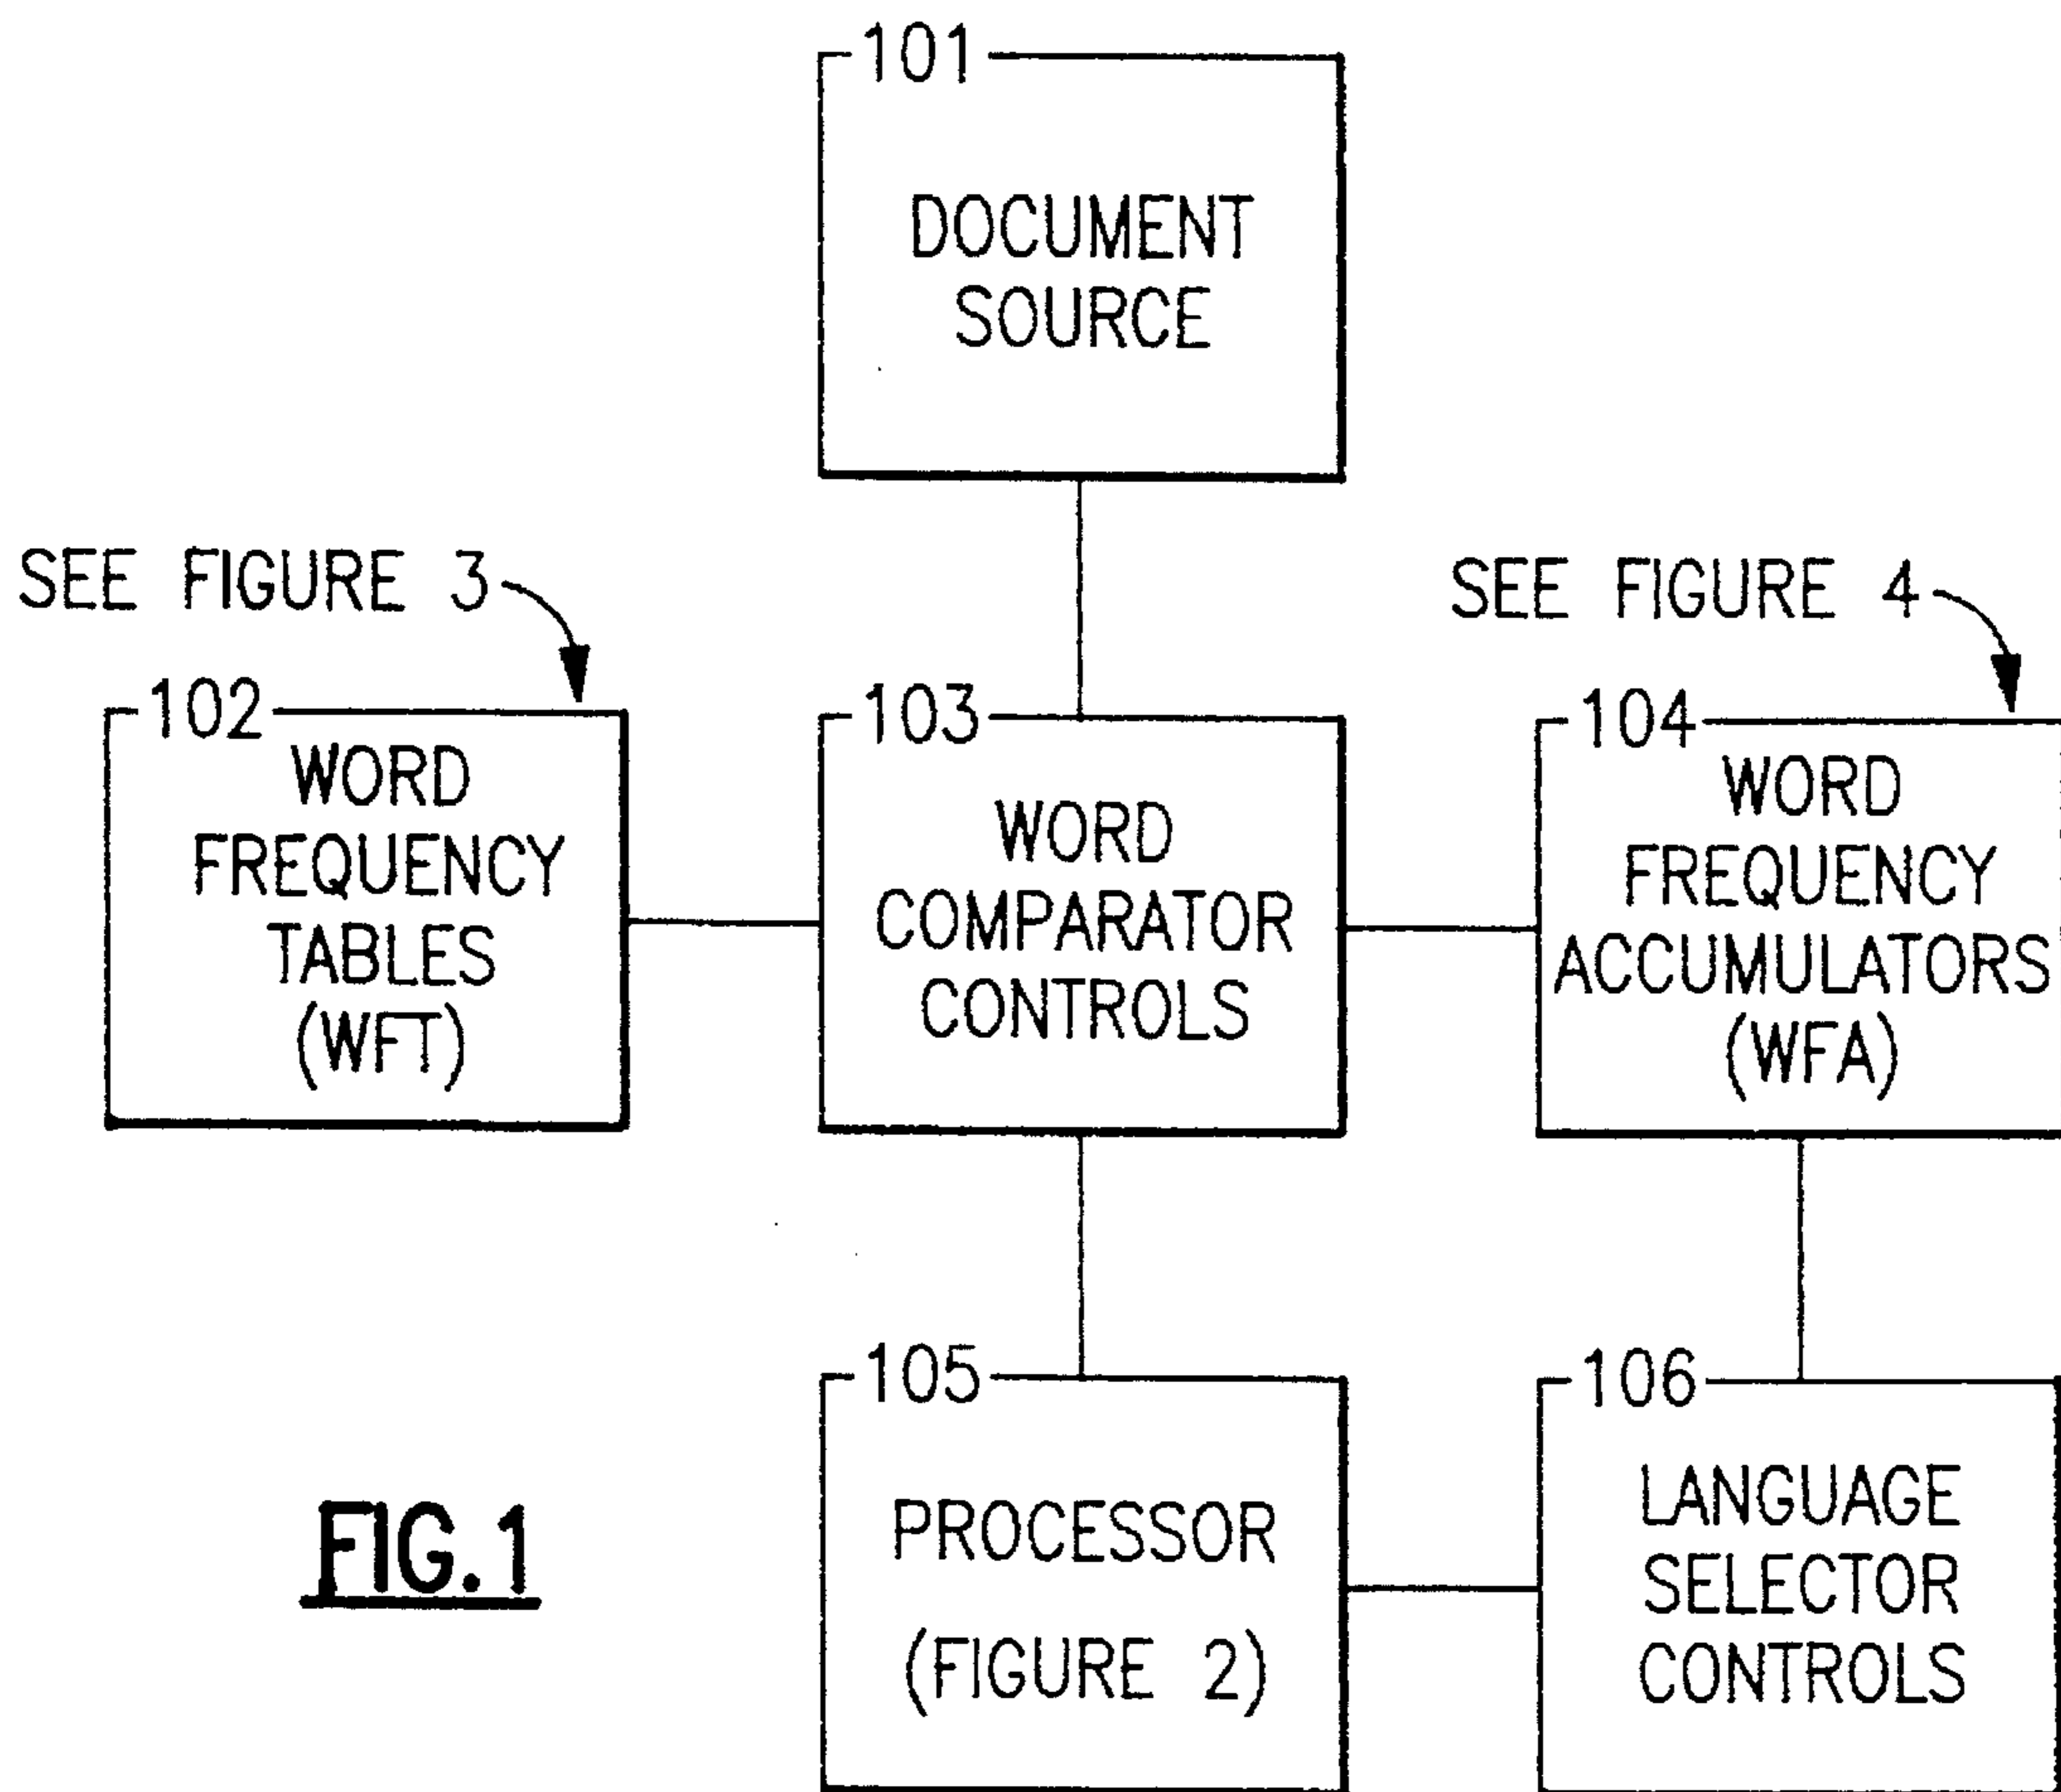 101
DOCUMENT
SOURCE
SEE FIGURE 3
SEE FIGURE 4
102
WORD
FREQUENCY
TABLES
(WFT)
103
WORD
COMPARATOR
CONTROLS
104
WORD
FREQUENCY
ACCUMULATORS
(WFA)
105
PROCESSOR
(FIGURE 2)
106
LANGUAGE
SELECTOR
CONTROLS
FIG.1